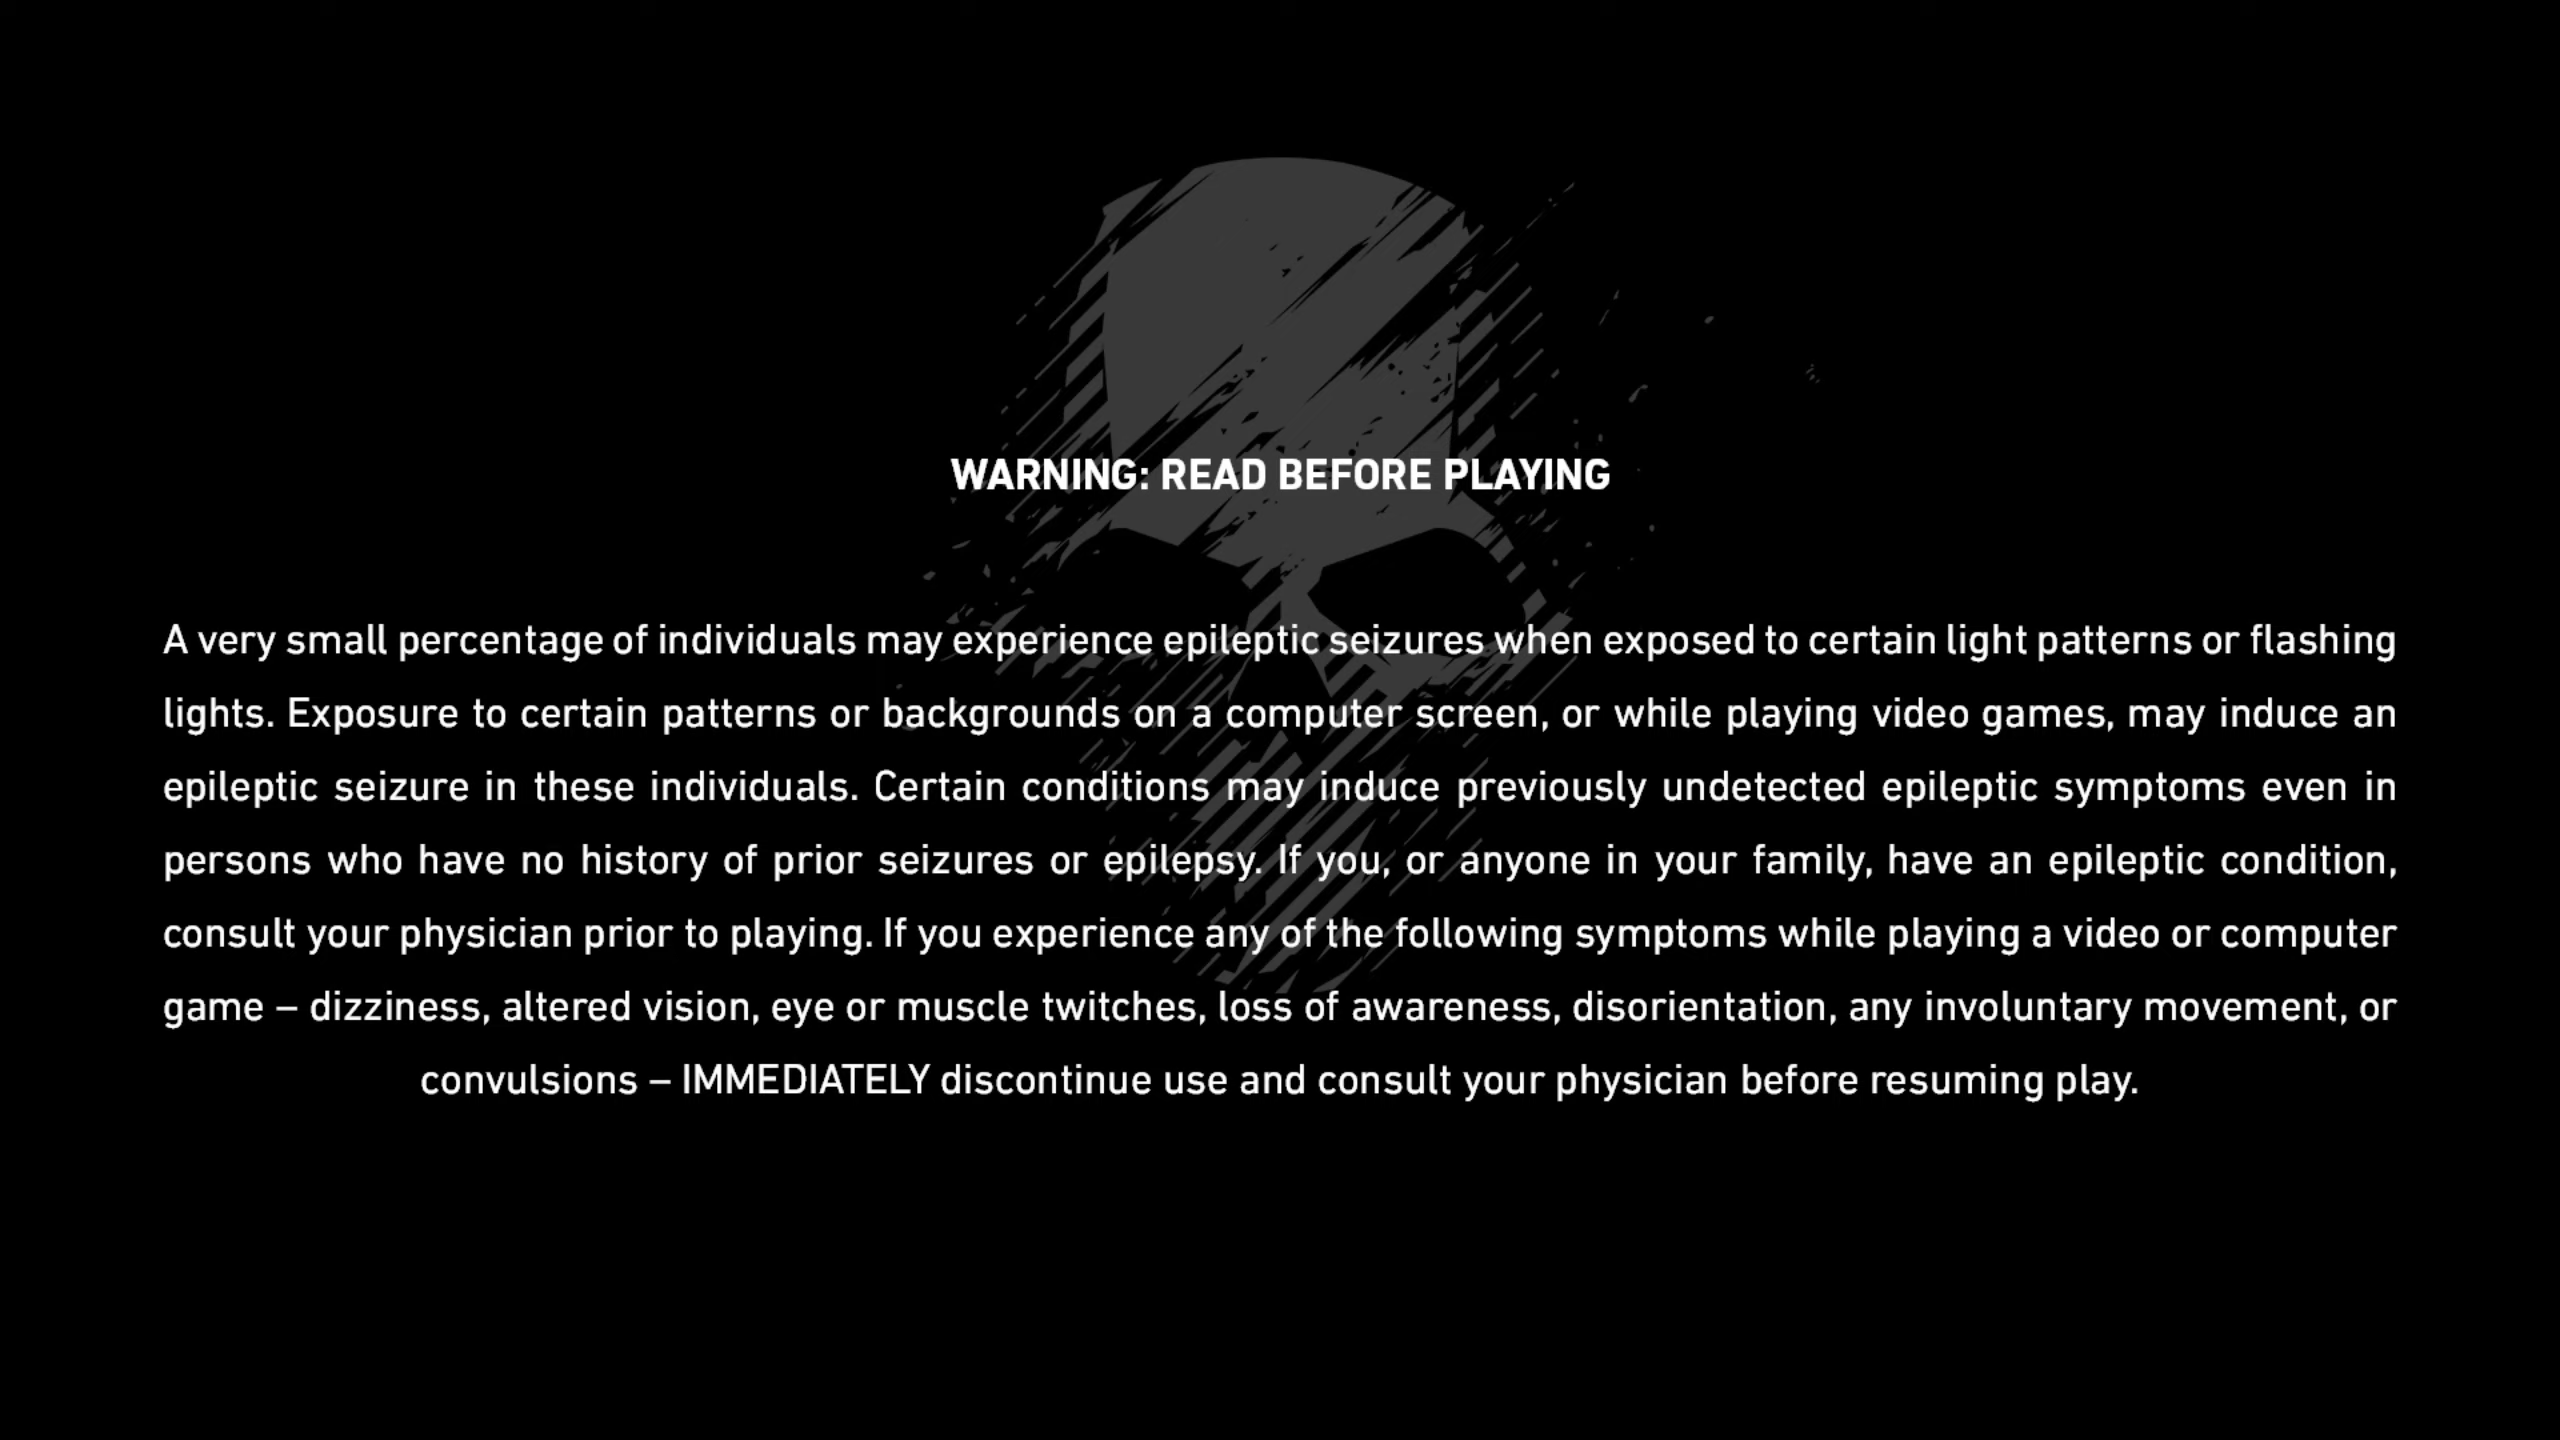 WARNING: READ BEFORE PLAYING
A very small percentage of individuals may experience epileptic seizures when exposed to certain light patterns or flashing
lights. Exposure to certain patterns or backgrounds on a computer screen, or while playing video games, may induce an
epileptic seizure in these individuals. Certain conditions may induce previously undetected epileptic symptoms even in
persons who have no history of prior seizures or epilepsy. If you, or anyone in your family, have an epileptic condition,
consult your physician prior to playing. If you experience any of the following symptoms while playing a video or computer
game – dizziness, altered vision, eye or muscle twitches, loss of awareness, disorientation, any involuntary movement, or
convulsions – IMMEDIATELY discontinue use and consult your physician before resuming play.